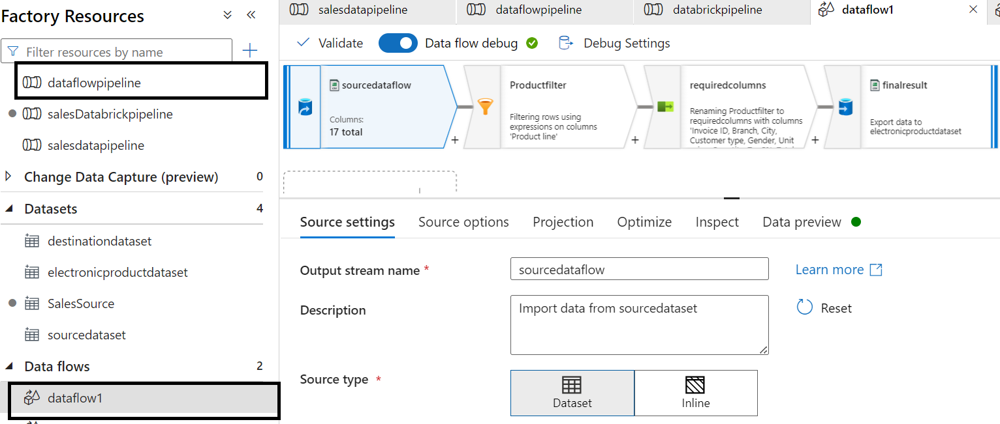 Factory Resources
Filter resources by name
dataflowpipeline
salesDatabrickpipeline
salesdatapipeline
Change Data Capture (preview) 0
Datasets 4
destinationdataset
electronicproductdataset
SalesSource
sourcedataset
Data flows 2
dataflow1
salesdatapipeline
dataflowpipeline
databrickpipeline
dataflow1
Validate
Data flow debug
Debug Settings
sourcedataflow
Columns:
17 total
Productfilter
Filtering rows using
expressions on columns
'Product line'
requiredcolumns
Renaming Productfilter to
requiredcolumns with columns
'Invoice ID, Branch, City,
Customer type, Gender, Unit
finalresult
Export data to
electronicproductdataset
Source settings
Source options
Projection
Optimize
Inspect
Data preview
Output stream name *
sourcedataflow
Learn more
Description
Import data from sourcedataset
Reset
Source type *
Dataset
Inline